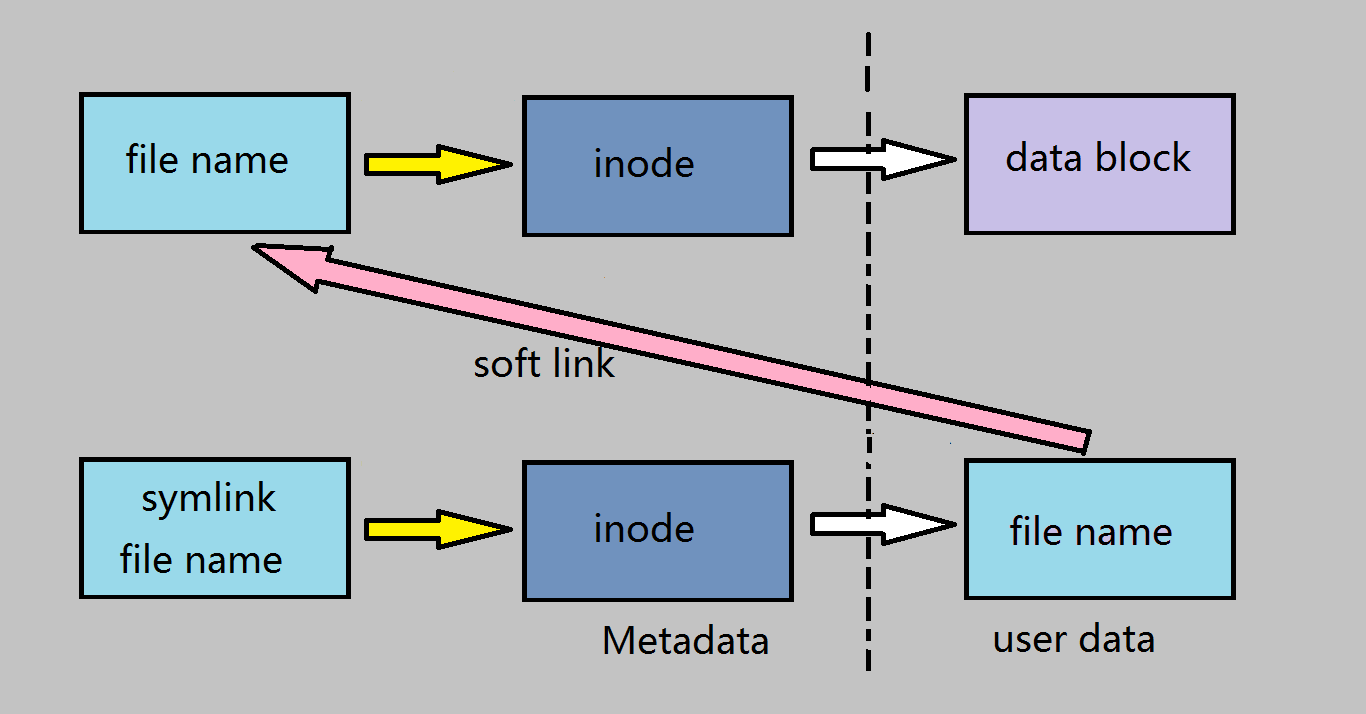 file name
inode
data block
soft link
symlink
file name
inode
file name
Metadata
user data